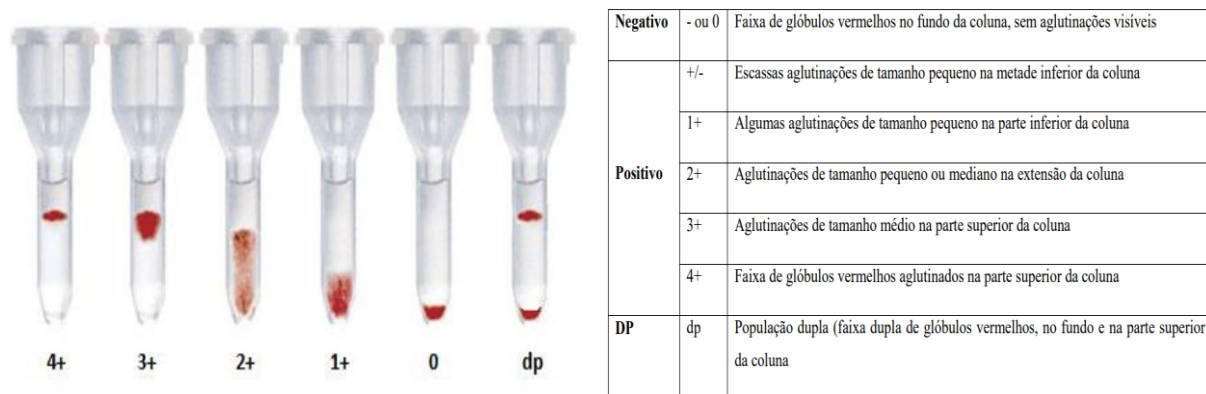 4+ 3+ 2+ 1+ 0 dp
Negativo - ou 0 Faixa de glóbulos vermelhos no fundo da coluna, sem aglutinações visíveis
+/- Escassas aglutinações de tamanho pequeno na metade inferior da coluna
1+ Algumas aglutinações de tamanho pequeno na parte inferior da coluna
Positivo 2+ Aglutinações de tamanho pequeno ou mediano na extensão da coluna
3+ Aglutinações de tamanho médio na parte superior da coluna
4+ Faixa de glóbulos vermelhos aglutinados na parte superior da coluna
DP dp População dupla (faixa dupla de glóbulos vermelhos, no fundo e na parte superior
da coluna